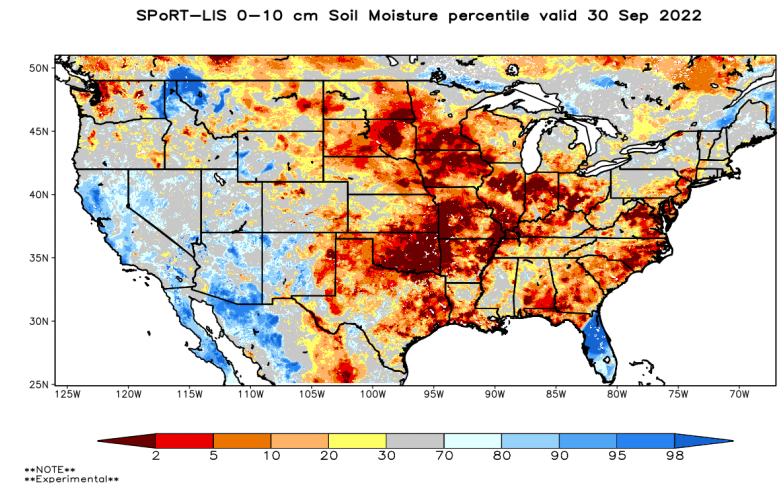 SPoRT-LIS 0-10 cm Soil Moisture percentile valid 30 Sep 2022
50N
45N
40N
35N
30N
25N
125W 120W 115W 110W 105W 100W 95W 90W 85W 80W 75W 70W
2 5 10 20 30 70 80 90 95 98
**NOTE**
**Experimental**